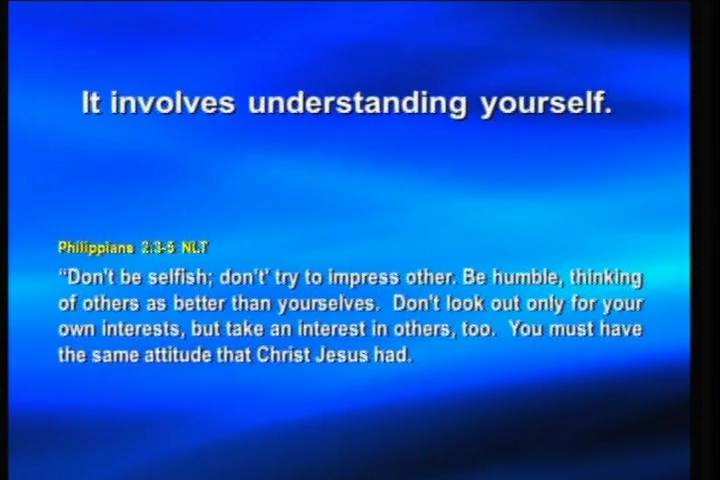 It involves understanding yourself.
Philippians 2:3-5 NLT
“Don't be selfish; don't' try to impress other. Be humble, thinking
of others as better than yourselves. Don't look out only for your
own interests, but take an interest in others, too. You must have
the same attitude that Christ Jesus had.